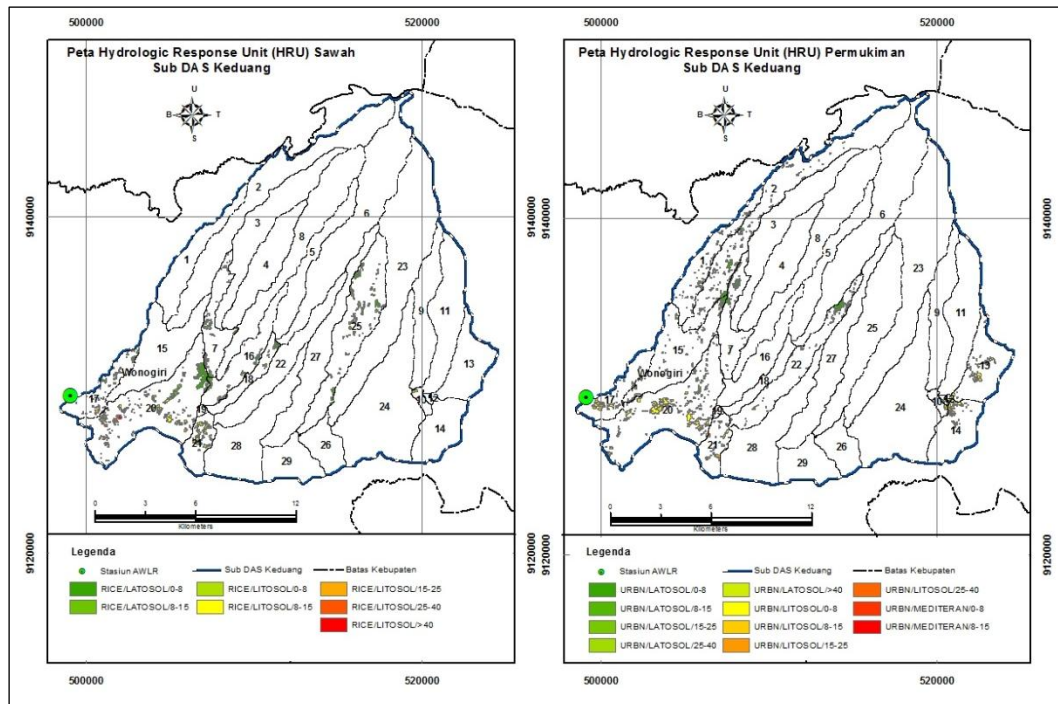 500000 520000
Peta Hydrologic Response Unit (HRU) Sawah
Sub DAS Keduang
U
B T
S
9140000
9120000
2
3
6
8
1
4
5
23
9
11
25
15
7
16
22
27
13
Wonogiri
18
17
20
19
24
10 12
14
21
28
26
29
0 3 6 12
Kilometers
Legenda
Stasiun AWLR
Sub DAS Keduang
Batas Kabupaten
RICE/LATOSOL/0-8
RICE/LITOSOL/0-8
RICE/LITOSOL/15-25
RICE/LATOSOL/8-15
RICE/LITOSOL/8-15
RICE/LITOSOL/25-40
RICE/LITOSOL/>40
500000 520000
500000 520000
Peta Hydrologic Response Unit (HRU) Permukiman
Sub DAS Keduang
U
B T
S
9140000
9120000
2
3
6
8
1
4
5
23
9
11
25
15
7
16
22
27
13
Wonogiri
18
17
20
19
24
10
14
21
28
26
29
0 3 6 12
Kilometers
Legenda
Stasiun AWLR
Sub DAS Keduang
Batas Kabupaten
URBN/LATOSOL/0-8
URBN/LATOSOL/>40
URBN/LITOSOL/25-40
URBN/LATOSOL/8-15
URBN/LITOSOL/0-8
URBN/MEDITERAN/0-8
URBN/LATOSOL/15-25
URBN/LITOSOL/8-15
URBN/MEDITERAN/8-15
URBN/LATOSOL/25-40
URBN/LITOSOL/15-25
500000 520000
9140000
9120000